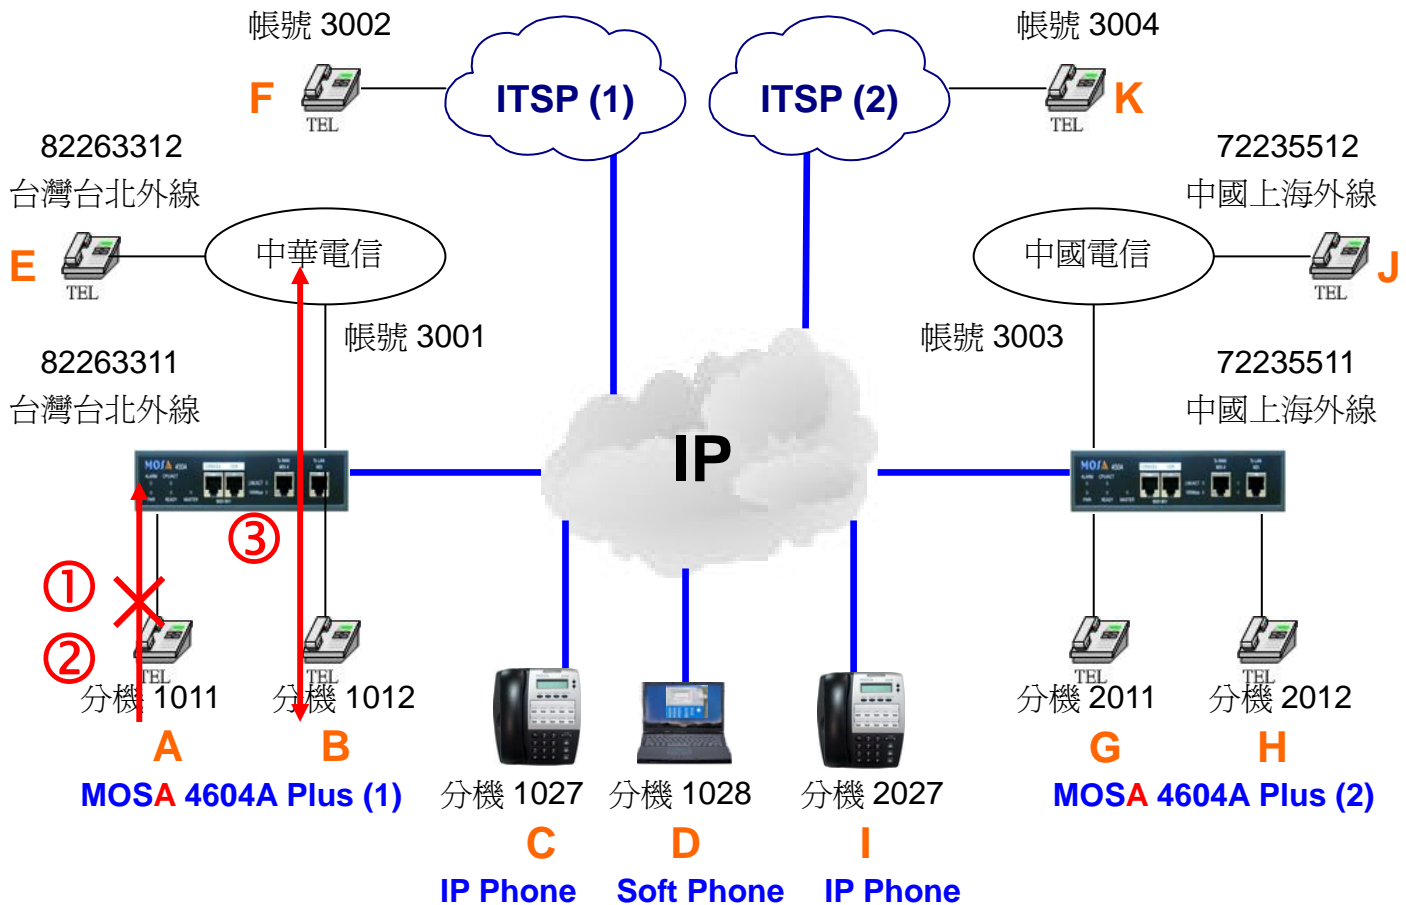 帳號 3002
帳號 3004
F
TEL
ITSP (1)
ITSP (2)
TEL
K
82263312
台灣台北外線
72235512
中國上海外線
E
TEL
中華電信
中國電信
TEL
J
帳號 3001
帳號 3003
82263311
台灣台北外線
72235511
中國上海外線
IP
MOSA 4504
MOSA 4504
①
②
③
TEL
TEL
TEL
TEL
分機 1011
分機 1012
分機 2011
分機 2012
A
B
G
H
MOSA 4604A Plus (1)
分機 1027
分機 1028
分機 2027
MOSA 4604A Plus (2)
C
D
I
IP Phone
Soft Phone
IP Phone